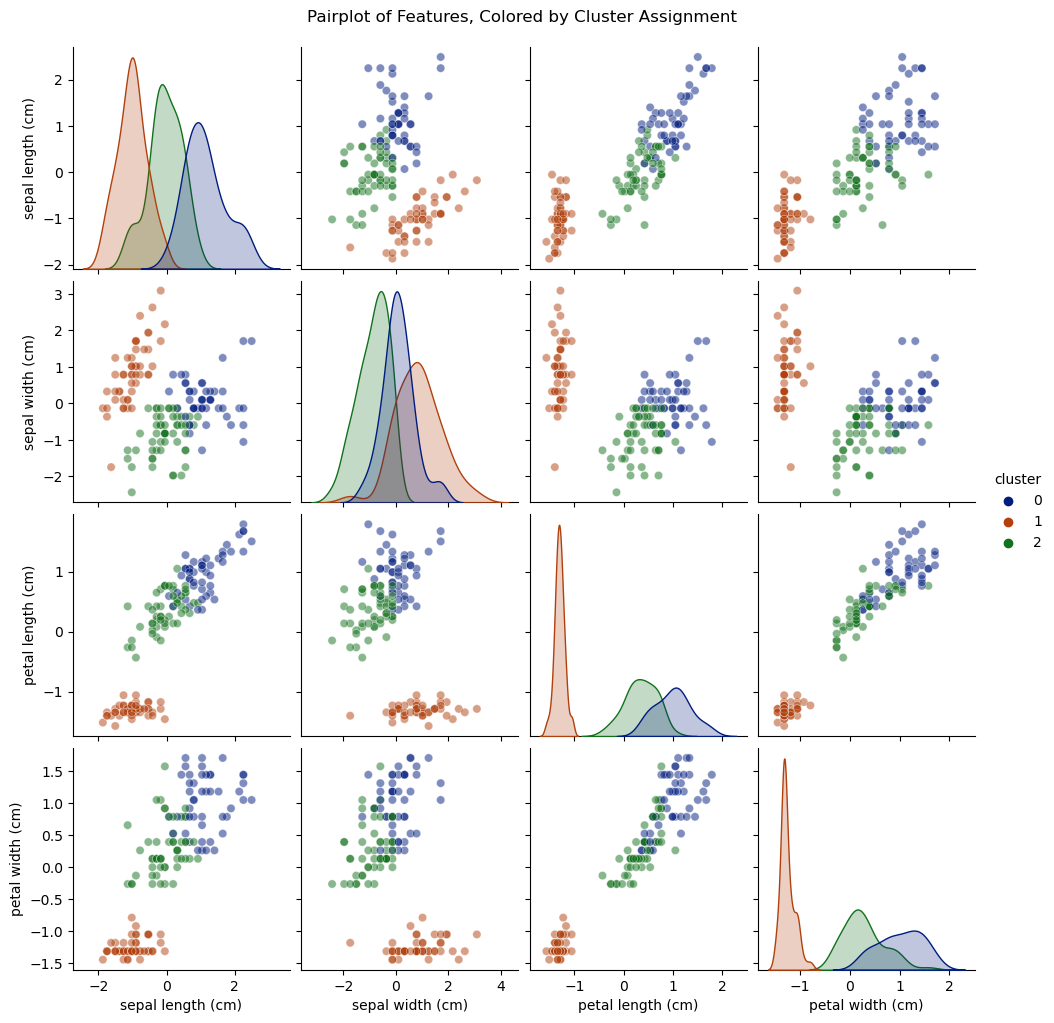 Pairplot of Features, Colored by Cluster Assignment
sepal length (cm)
2
1
0
−1
−2
sepal width (cm)
3
2
1
0
−1
−2
cluster
0
1
2
petal length (cm)
1
0
−1
petal width (cm)
1.5
1.0
0.5
0.0
−0.5
−1.0
−1.5
−2 0 2
−2 0 2 4
−1 0 1 2
−1 0 1 2
sepal length (cm)
sepal width (cm)
petal length (cm)
petal width (cm)